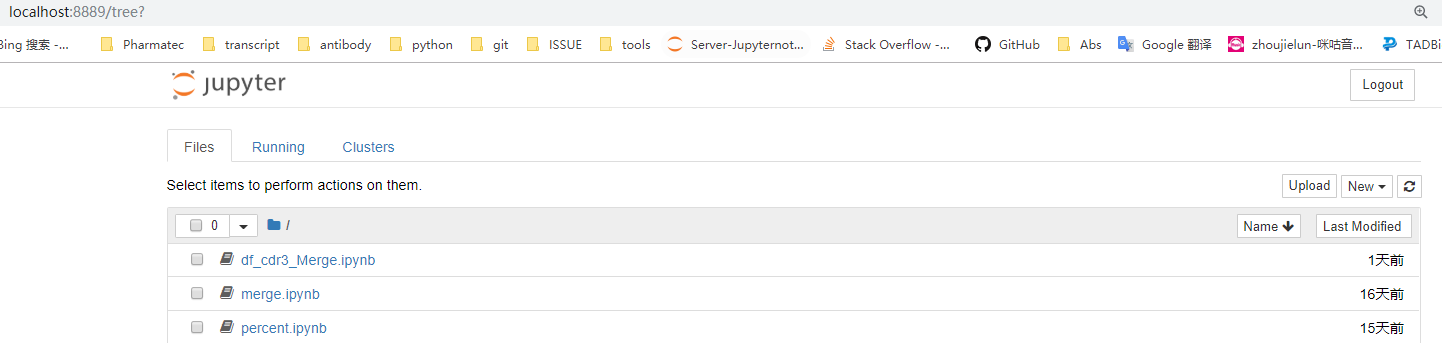 localhost:8889/tree?
Bing 搜索 -... Pharmatec transcript antibody python git ISSUE tools Server-Jupyternot... Stack Overflow -... GitHub Abs Google 翻译 zhoujielun-咪咕音... TADBi
jupyter Logout
Files Running Clusters
Select items to perform actions on them. Upload New
0 / Name Last Modified
df_cdr3_Merge.ipynb 1天前
merge.ipynb 16天前
percent.ipynb 15天前